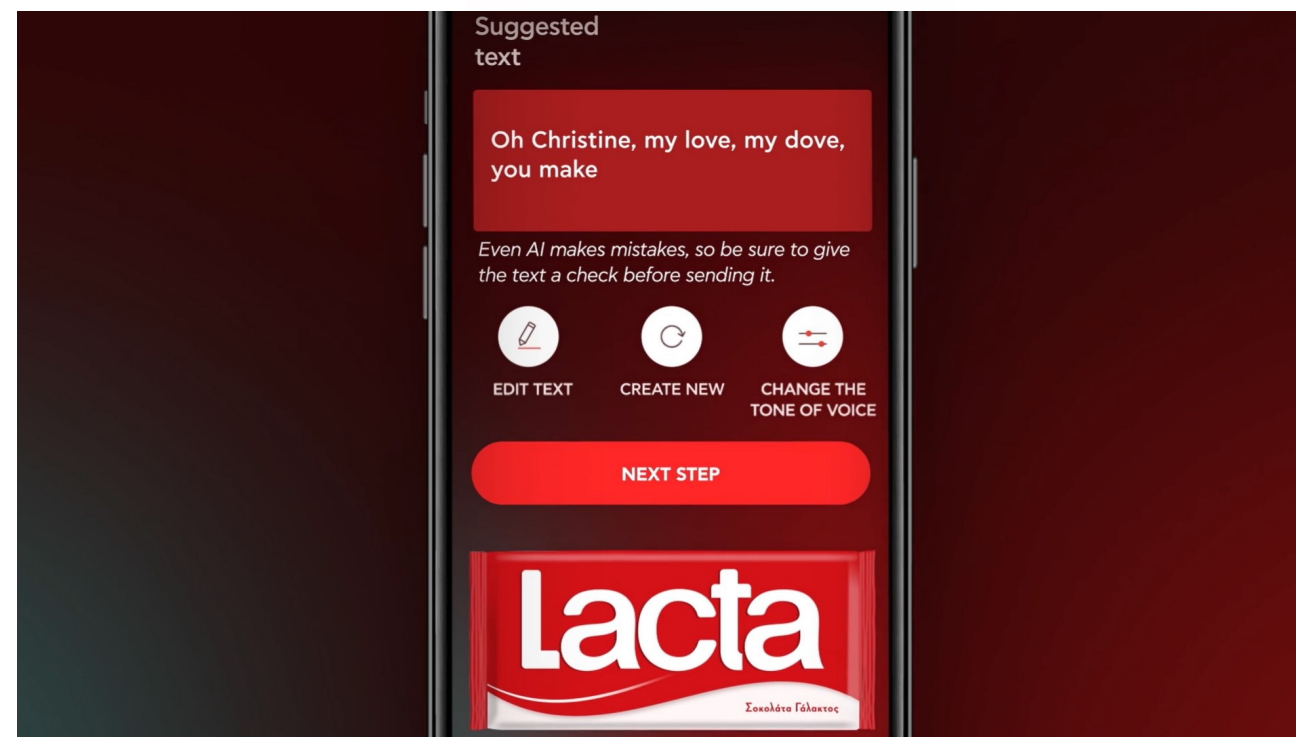 Suggested
text
Oh Christine, my love, my dove,
you make
Even AI makes mistakes, so be sure to give
the text a check before sending it.
EDIT TEXT
CREATE NEW
CHANGE THE
TONE OF VOICE
NEXT STEP
Lacta
Σοκολάτα Γάλακτος